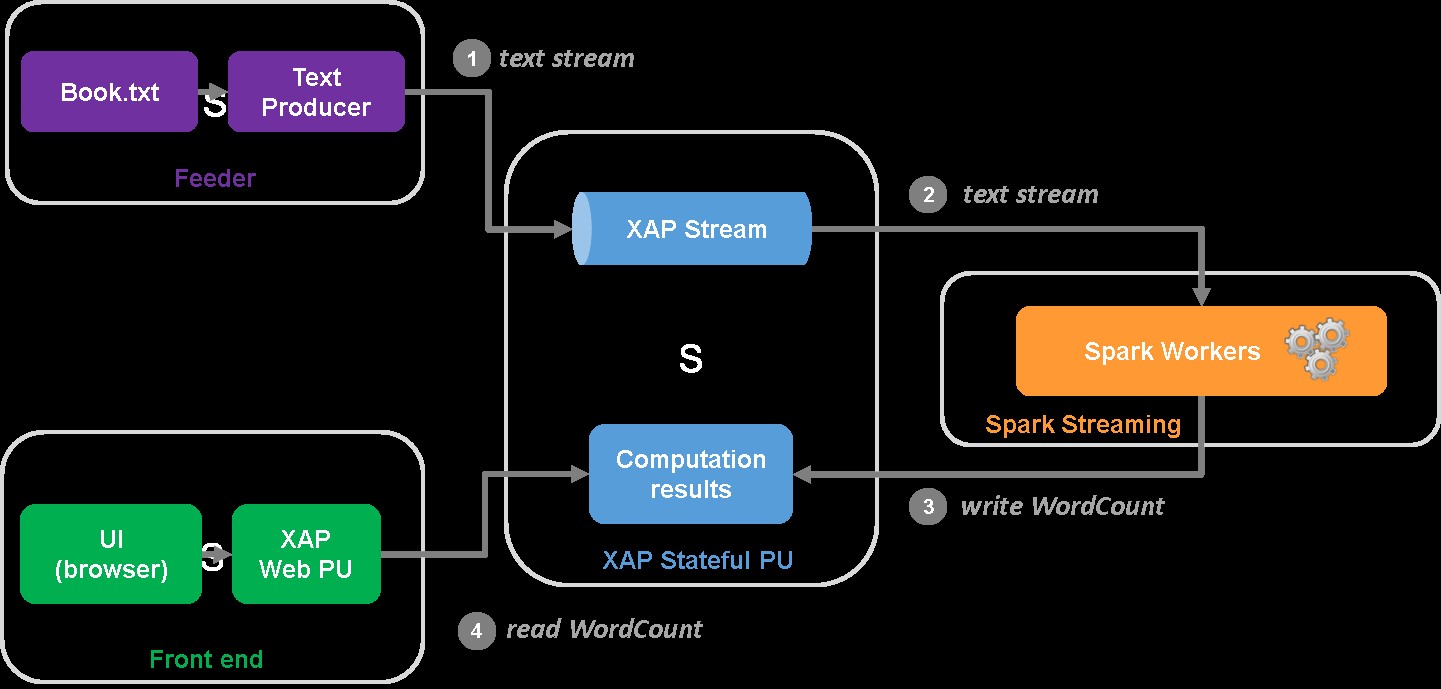 Book.txt
S
Text
Producer
Feeder
1 text stream
XAP Stream
2 text stream
S
Spark Workers
Spark Streaming
Computation
results
XAP Stateful PU
3 write WordCount
UI
(browser)
S
XAP
Web PU
Front end
4 read WordCount